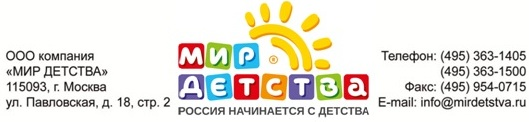 ООО компания
«МИР ДЕТСТВА»
115093, г. Москва
ул. Павловская, д. 18, стр. 2
МИР ®
ДЕТСТВА
РОССИЯ НАЧИНАЕТСЯ С ДЕТСТВА
Телефон: (495) 363-1405
(495) 363-1500
Факс: (495) 954-0715
E-mail: info@mirdetstva.ru